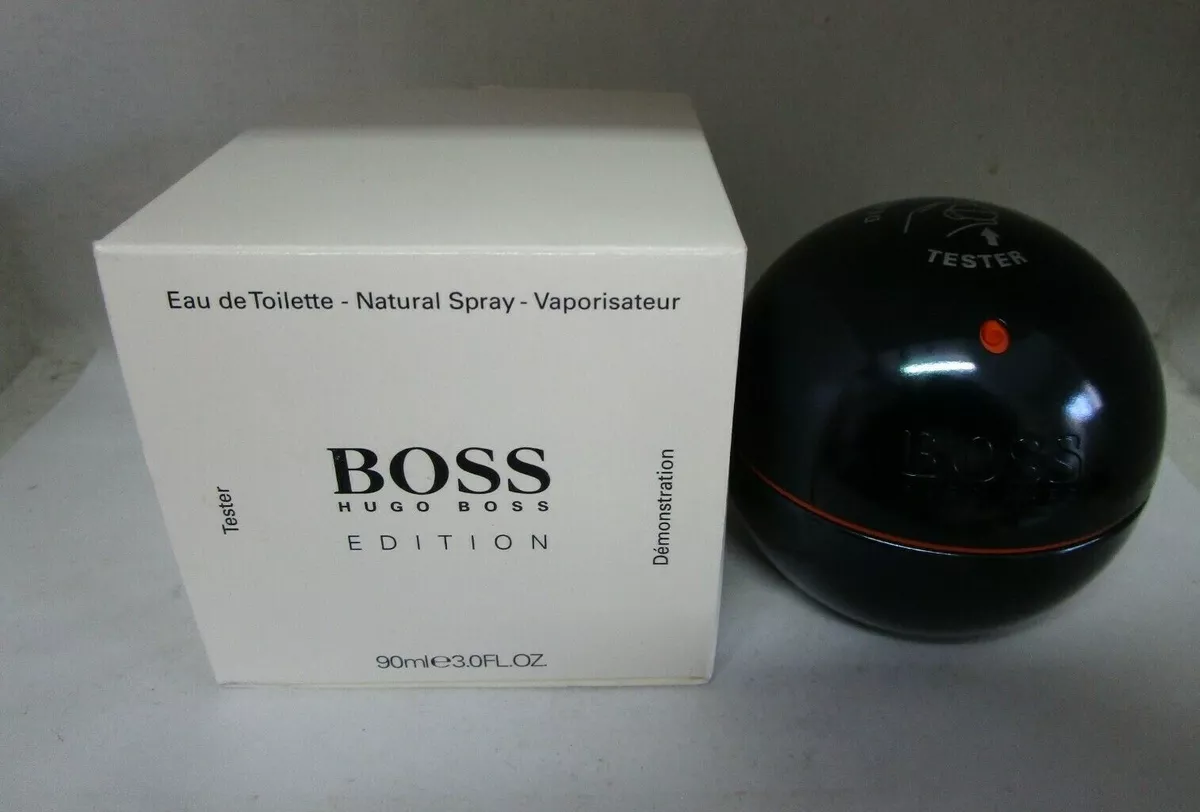 Eau de Toilette - Natural Spray - Vaporisateur
BOSS
HUGO BOSS
EDITION
Tester
Démonstration
90ml e 3.0FL.OZ.
TESTER
BOSS